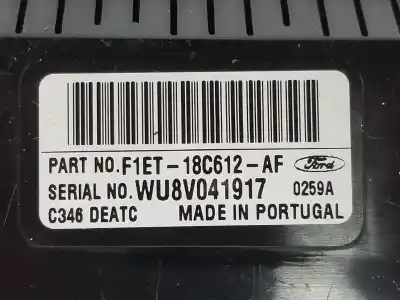 PART NO. F1ET-18C612-AF Ford
SERIAL NO. WU8V041917 0259A
C346 DEATC MADE IN PORTUGAL